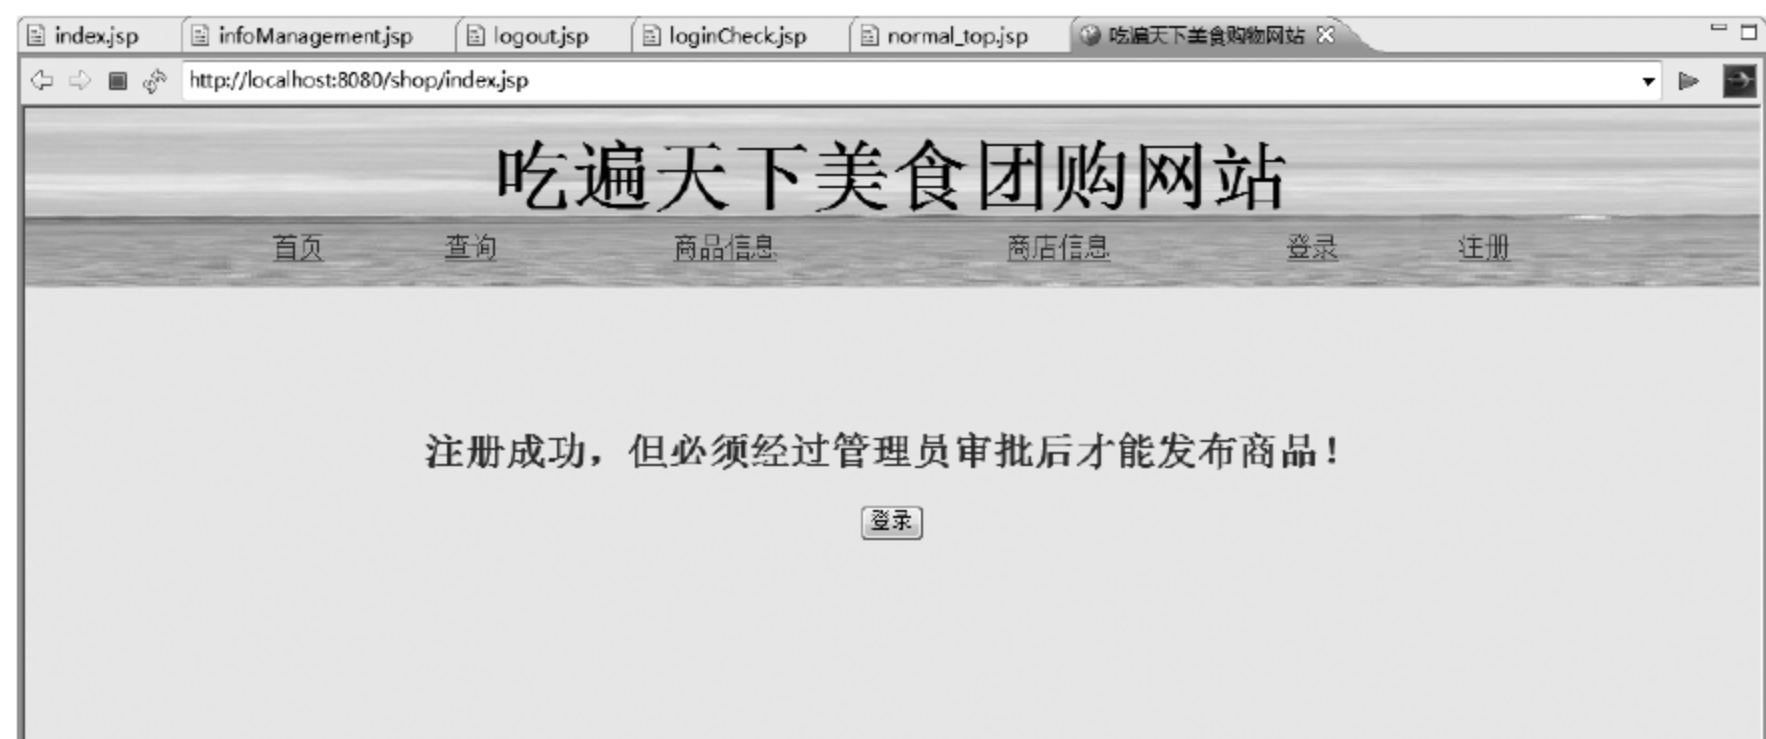 index.jsp infoManagement.jsp logout.jsp loginCheck.jsp normal_top.jsp 吃遍天下美食购物网站
http://localhost:8080/shop/index.jsp
吃遍天下美食团购网站
首页 查询 商品信息 商店信息 登录 注册
注册成功，但必须经过管理员审批后才能发布商品！
登录